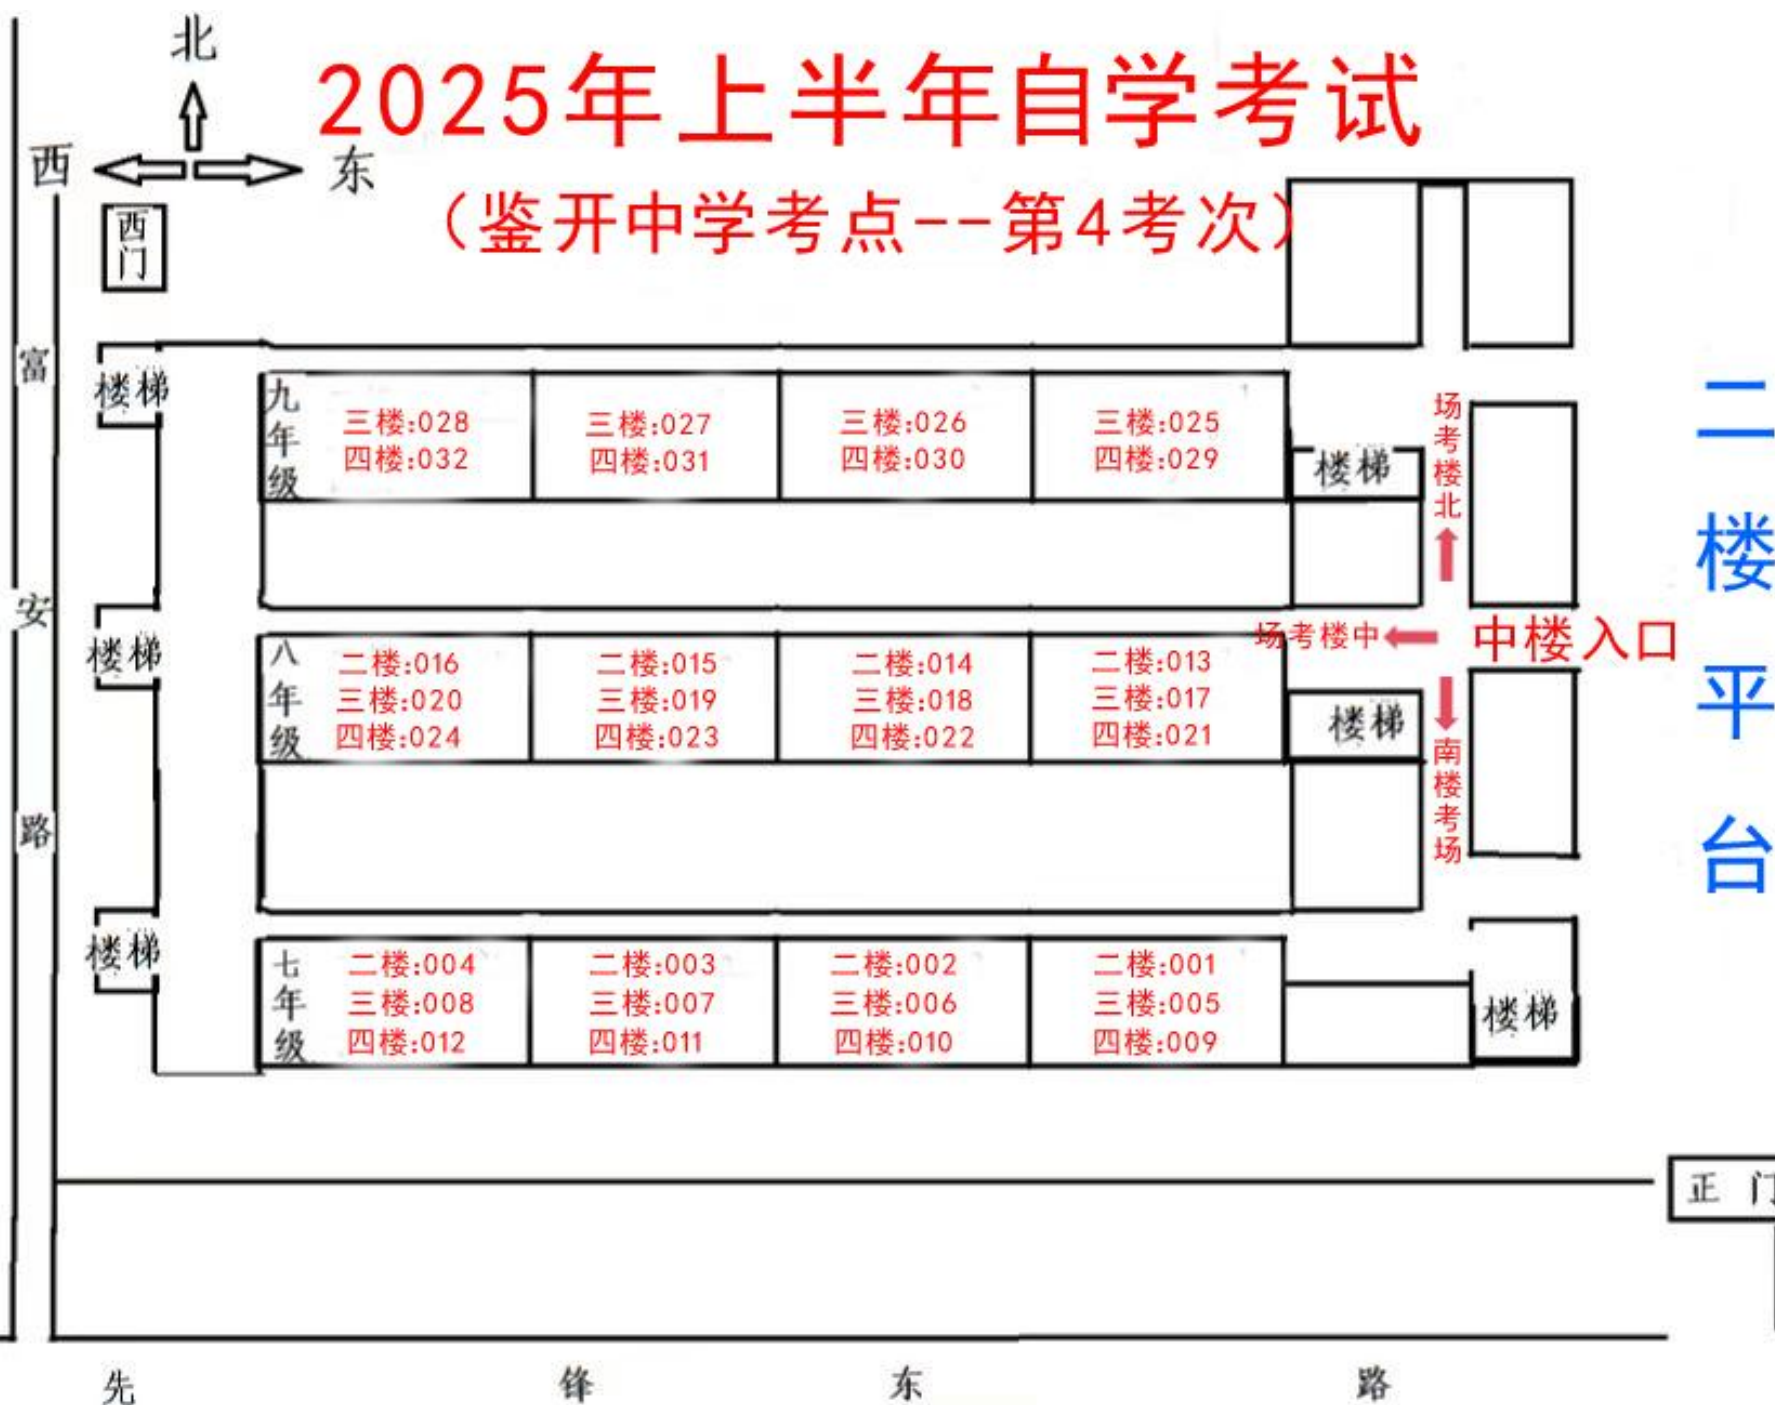 北
2025年上半年自学考试
西
东
(鉴开中学考点--第4考次)
西门
富安路
楼梯
九年级
三楼:028
四楼:032
三楼:027
四楼:031
三楼:026
四楼:030
三楼:025
四楼:029
楼梯
场考楼北
二楼平台
楼梯
八年级
二楼:016
三楼:020
四楼:024
二楼:015
三楼:019
四楼:023
二楼:014
三楼:018
四楼:022
二楼:013
三楼:017
四楼:021
场考楼中
中楼入口
楼梯
南楼考场
楼梯
七年级
二楼:004
三楼:008
四楼:012
二楼:003
三楼:007
四楼:011
二楼:002
三楼:006
四楼:010
二楼:001
三楼:005
四楼:009
楼梯
正门
先锋东路